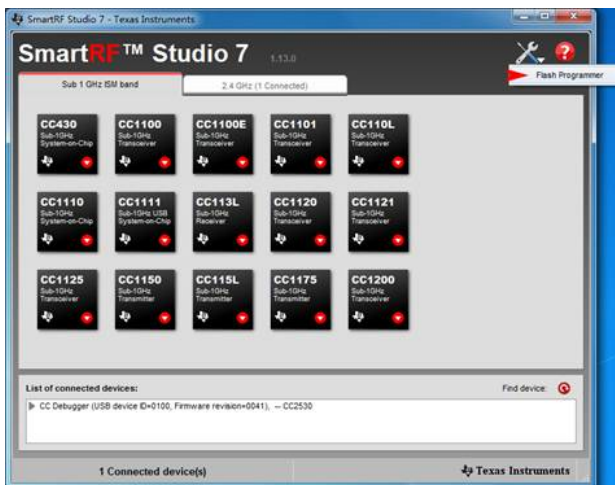 SmartRF Studio 7 - Texas Instruments
SmartRF™ Studio 7 1.13.0
Flash Programmer
Sub 1 GHz ISM band
2.4 GHz (1 Connected)
CC430
Sub-1GHz
System-on-Chip
CC1100
Sub-1GHz
Transceiver
CC1100E
Sub-1GHz
Transceiver
CC1101
Sub-1GHz
Transceiver
CC110L
Sub-1GHz
Transceiver
CC1110
Sub-1GHz
System-on-Chip
CC1111
Sub-1GHz USB
System-on-Chip
CC113L
Sub-1GHz
Receiver
CC1120
Sub-1GHz
Transceiver
CC1121
Sub-1GHz
Transceiver
CC1125
Sub-1GHz
Transceiver
CC1150
Sub-1GHz
Transmitter
CC115L
Sub-1GHz
Transmitter
CC1175
Sub-1GHz
Transmitter
CC1200
Sub-1GHz
Transceiver
List of connected devices:
Find device:
CC Debugger (USB device ID=0100, Firmware revision=0041), -- CC2530
1 Connected device(s)
Texas Instruments